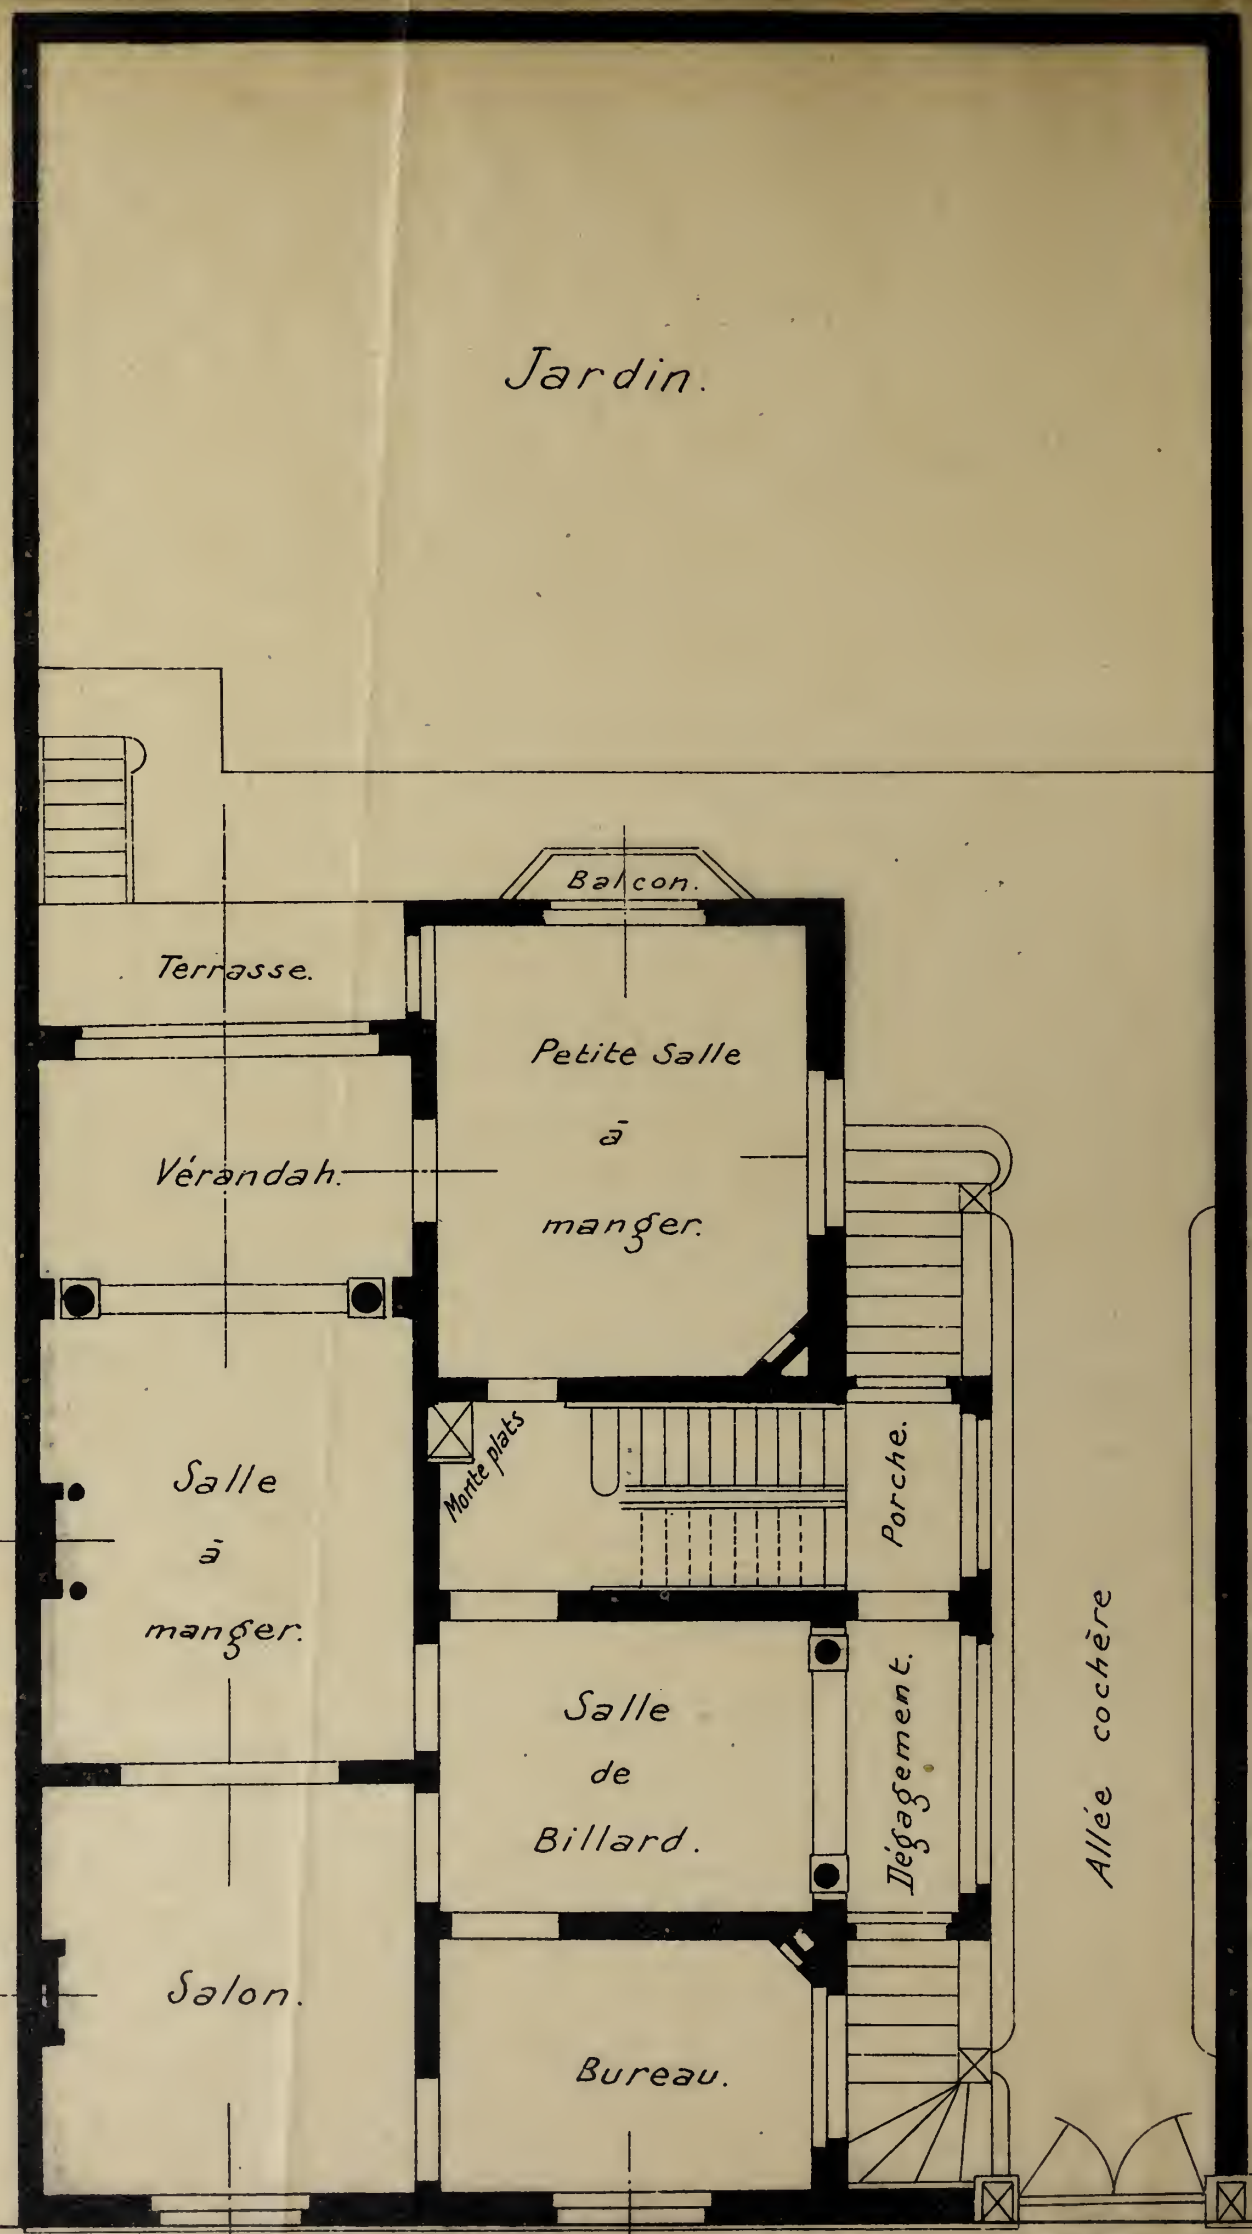 Jardin.
Balcon.
Terrasse.
Petite Salle
à
manger.
Vérandah.
Monte plats
Porche.
Salle
à
manger.
Salle
de
Billard.
Dégagement.
Allée cochère
Salon.
Bureau.